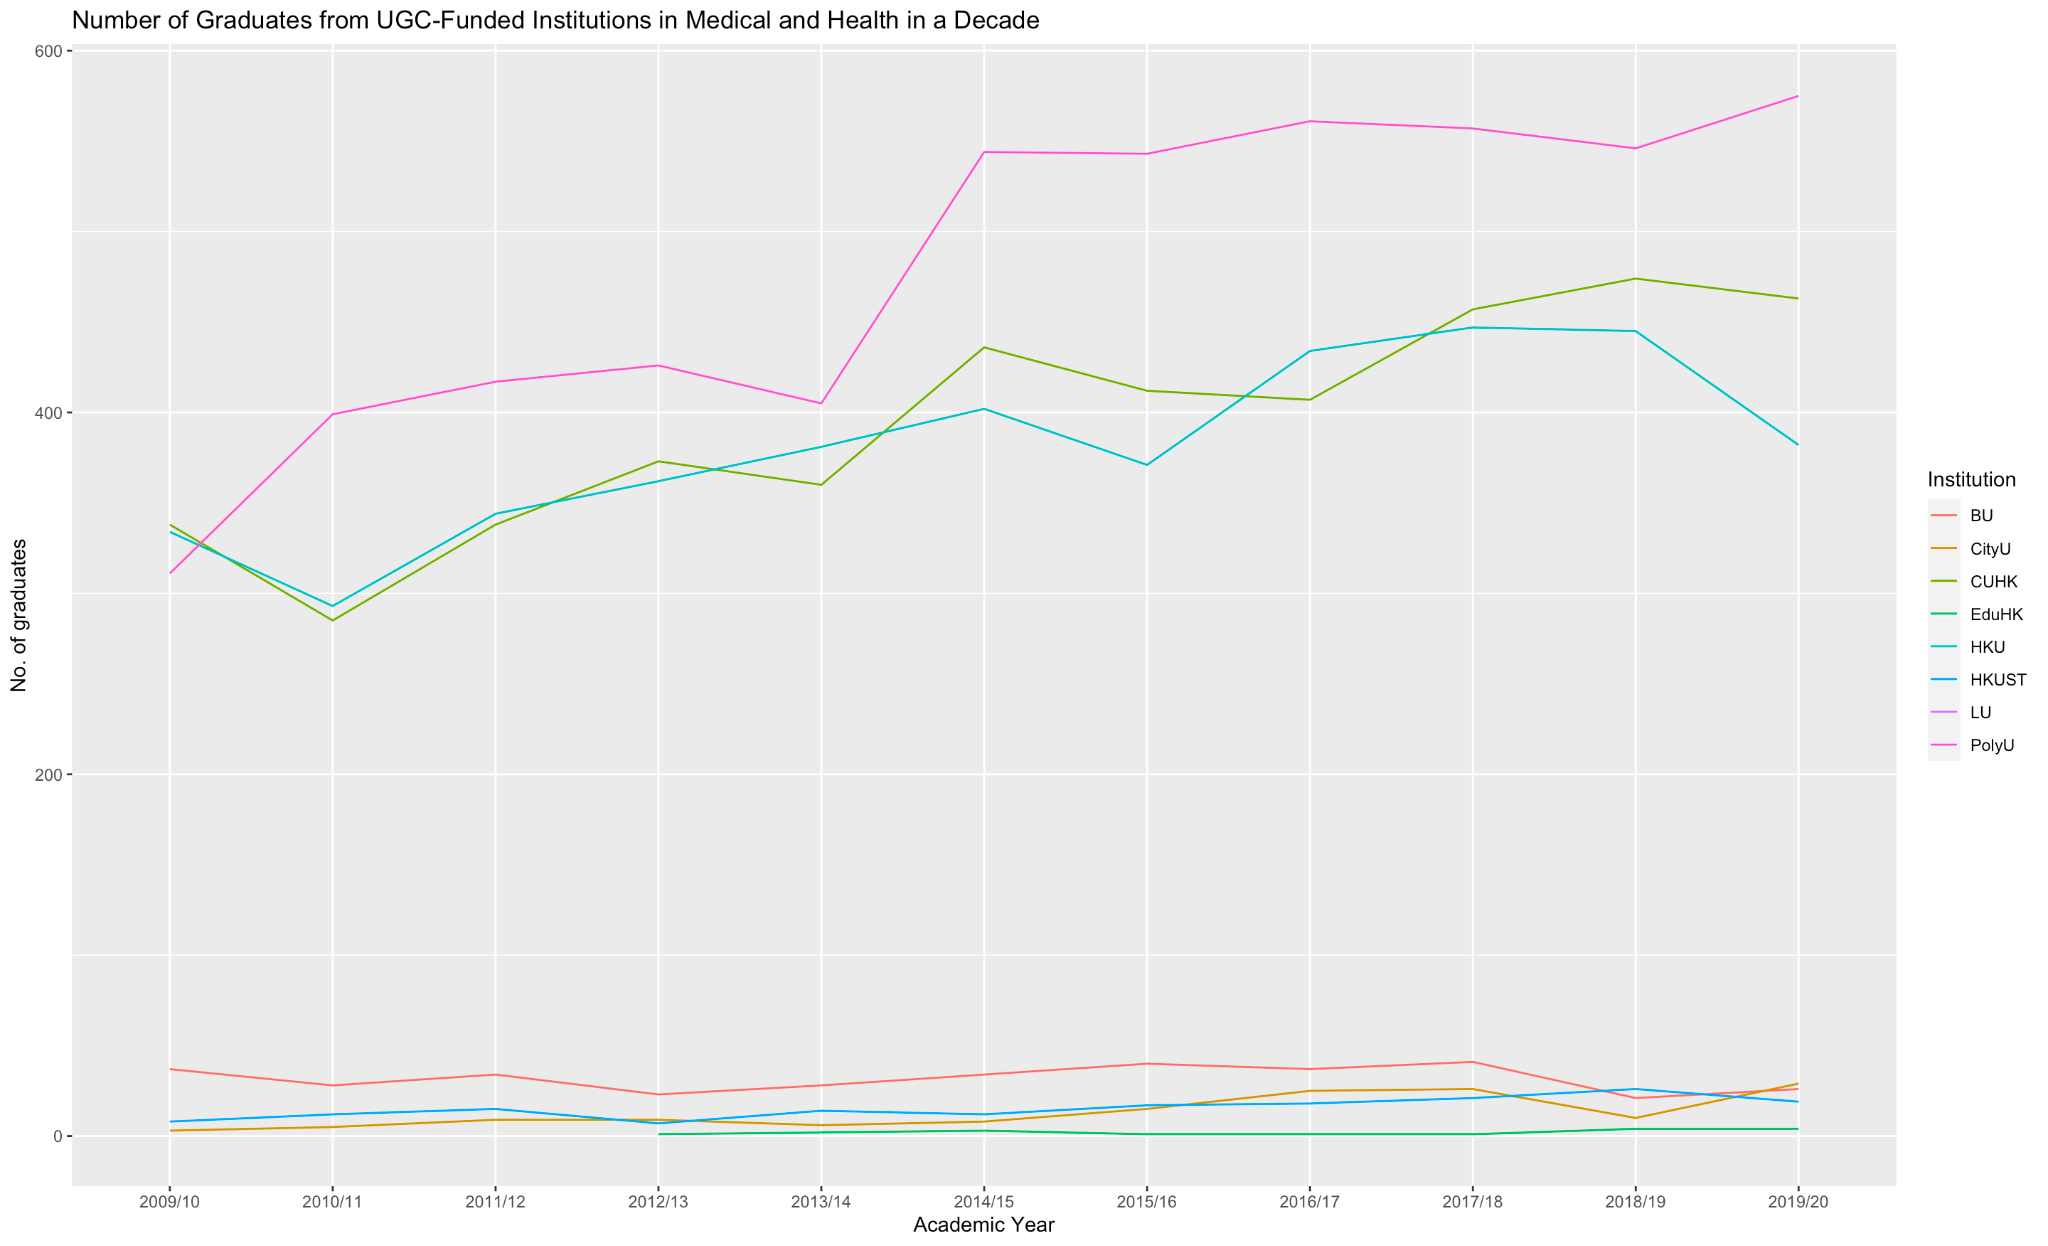 Number of Graduates from UGC-Funded Institutions in Medical and Health in a Decade
600
400
200
0
No. of graduates
2009/10 2010/11 2011/12 2012/13 2013/14 2014/15 2015/16 2016/17 2017/18 2018/19 2019/20
Academic Year
Institution
BU
CityU
CUHK
EduHK
HKU
HKUST
LU
PolyU